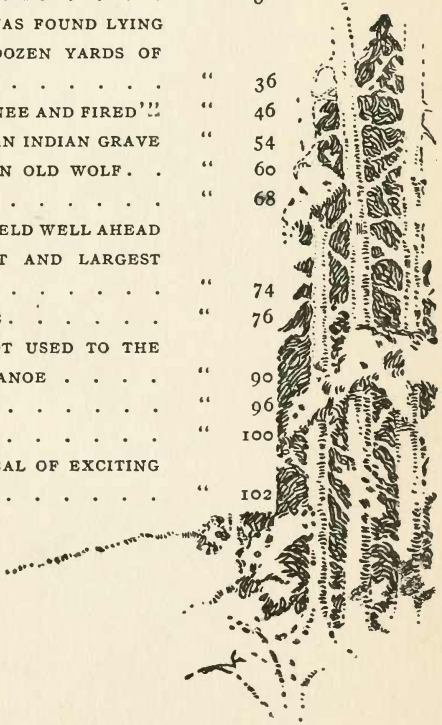 AS FOUND LYING
DOZEN YARDS OF
. . . . . . . “ 36
NEE AND FIRED’” “ 46
AN INDIAN GRAVE “ 54
N OLD WOLF . . “ 60
. . . . . . . “ 68
ELD WELL AHEAD
T AND LARGEST
. . . . . . . “ 74
. . . . . . “ 76
T USED TO THE
ANOE . . . . “ 90
. . . . . . . “ 96
. . . . . . . “ 100
AL OF EXCITING
. . . . . . . “ 102